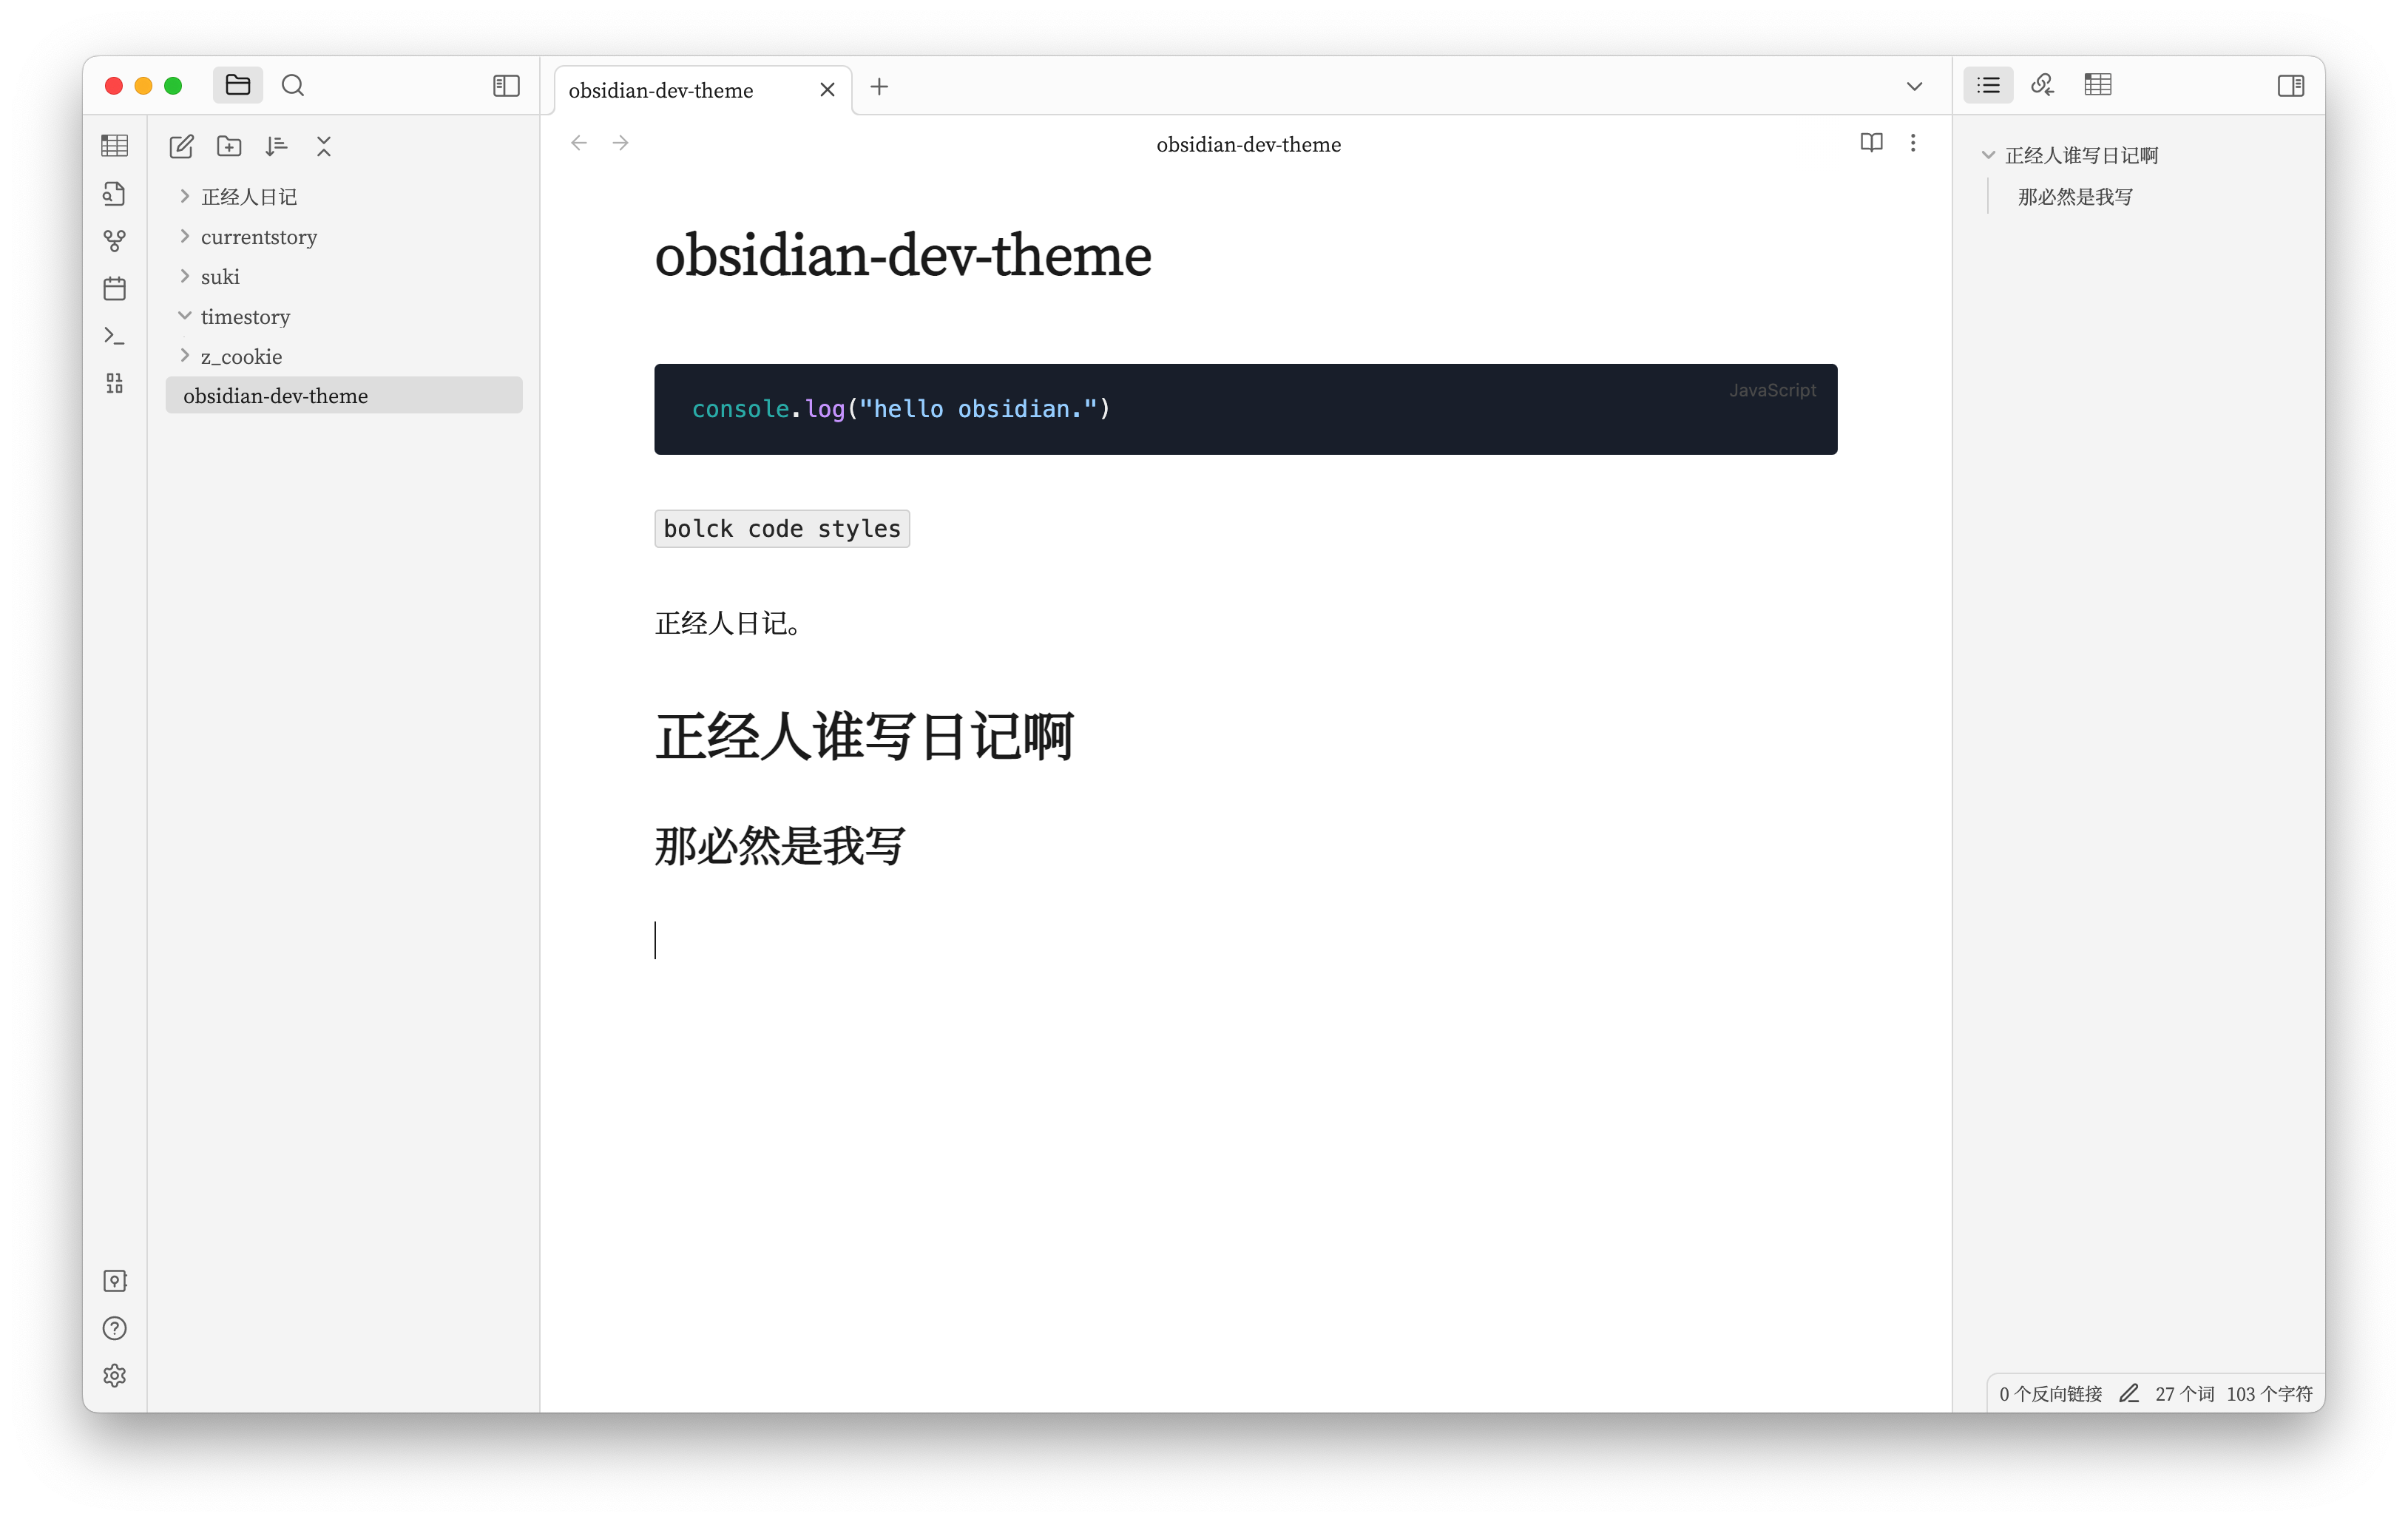 obsidian-dev-theme
正经人日记
currentstory
suki
timestory
z_cookie
obsidian-dev-theme
obsidian-dev-theme
obsidian-dev-theme
JavaScript
console.log("hello obsidian.")
bolck code styles
正经人日记。
正经人谁写日记啊
那必然是我写
正经人谁写日记啊
那必然是我写
0 个反向链接 27 个词 103 个字符